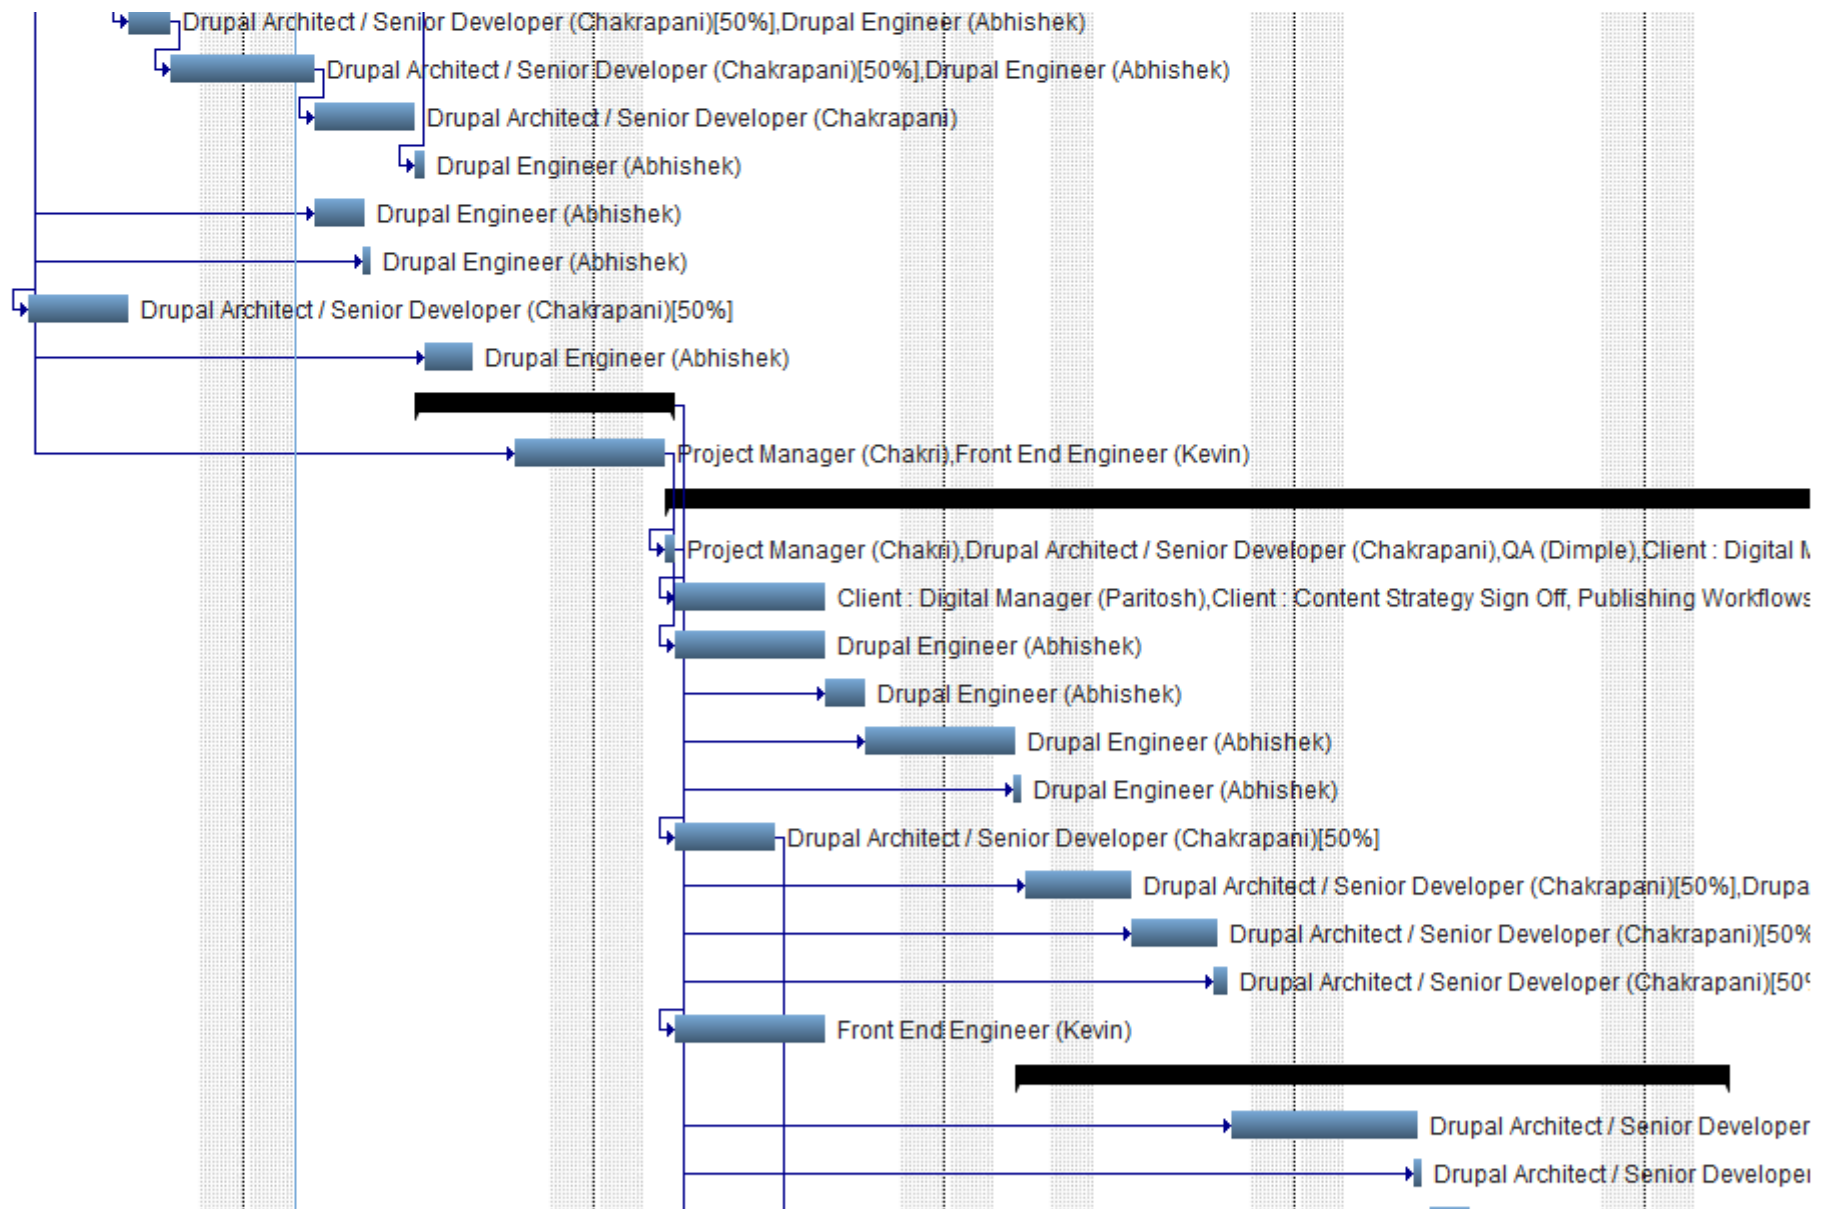 Drupal Architect / Senior Developer (Chakrapani)[50%],Drupal Engineer (Abhishek)
Drupal Architect / Senior Developer (Chakrapani)[50%],Drupal Engineer (Abhishek)
Drupal Architect / Senior Developer (Chakrapani)
Drupal Engineer (Abhishek)
Drupal Engineer (Abhishek)
Drupal Engineer (Abhishek)
Drupal Architect / Senior Developer (Chakrapani)[50%]
Drupal Engineer (Abhishek)
Project Manager (Chakri),Front End Engineer (Kevin)
Project Manager (Chakri),Drupal Architect / Senior Developer (Chakrapani),QA (Dimple),Client : Digital
Client : Digital Manager (Paritosh),Client : Content Strategy Sign Off, Publishing Workflows
Drupal Engineer (Abhishek)
Drupal Engineer (Abhishek)
Drupal Engineer (Abhishek)
Drupal Engineer (Abhishek)
Drupal Architect / Senior Developer (Chakrapani)[50%]
Drupal Architect / Senior Developer (Chakrapani)[50%],Drupa
Drupal Architect / Senior Developer (Chakrapani)[50%
Drupal Architect / Senior Developer (Chakrapani)[50
Front End Engineer (Kevin)
Drupal Architect / Senior Developer
Drupal Architect / Senior Developer